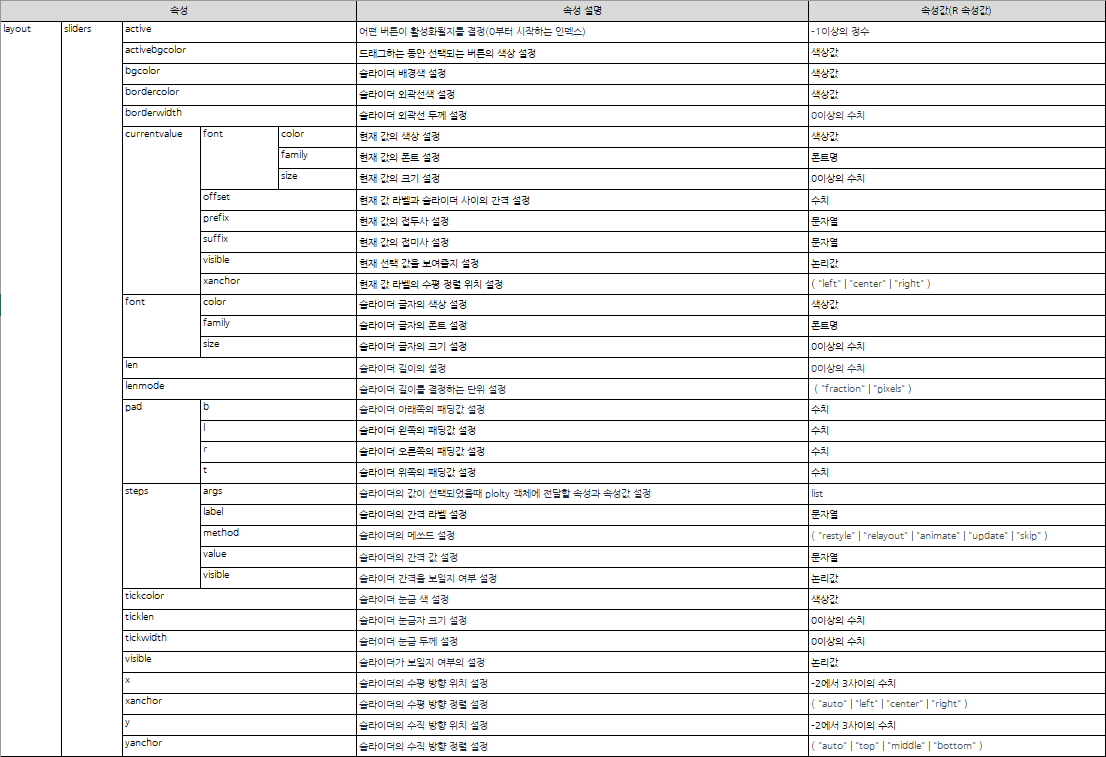 속성 속성 설명 속성값(R 속성값)
layout sliders active 어떤 버튼이 활성화될지를 결정(0부터 시작하는 인덱스) -1이상의 정수
activebgcolor 드래그하는 동안 선택되는 버튼의 색상 설정 색상값
bgcolor 슬라이더 배경색 설정 색상값
bordercolor 슬라이더 외곽선색 설정 색상값
borderwidth 슬라이더 외곽선 두께 설정 0이상의 수치
currentvalue font color 현재 값의 색상 설정 색상값
family 현재 값의 폰트 설정 폰트명
size 현재 값의 크기 설정 0이상의 수치
offset 현재 값 라벨과 슬라이더 사이의 간격 설정 수치
prefix 현재 값의 접두사 설정 문자열
suffix 현재 값의 접미사 설정 문자열
visible 현재 선택 값을 보여줄지 설정 논리값
xanchor 현재 값 라벨의 수평 정렬 위치 설정 ( "left" | "center" | "right" )
font color 슬라이더 글자의 색상 설정 색상값
family 슬라이더 글자의 폰트 설정 폰트명
size 슬라이더 글자의 크기 설정 0이상의 수치
len 슬라이더 길이의 설정 0이상의 수치
lenmode 슬라이더 길이를 결정하는 단위 설정 ( "fraction" | "pixels" )
pad b 슬라이더 아래쪽의 패딩값 설정 수치
l 슬라이더 왼쪽의 패딩값 설정 수치
r 슬라이더 오른쪽의 패딩값 설정 수치
t 슬라이더 위쪽의 패딩값 설정 수치
steps args 슬라이더의 값이 선택되었을때 plolty 객체에 전달할 속성과 속성값 설정 list
label 슬라이더의 간격 라벨 설정 문자열
method 슬라이더의 메쏘드 설정 ( "restyle" | "relayout" | "animate" | "update" | "skip" )
value 슬라이더의 간격 값 설정 문자열
visible 슬라이더 간격을 보일지 여부 설정 논리값
tickcolor 슬라이더 눈금 색 설정 색상값
ticklen 슬라이더 눈금자 크기 설정 0이상의 수치
tickwidth 슬러이더 눈금 두께 설정 0이상의 수치
visible 슬라이더가 보일지 여부의 설정 논리값
x 슬라이더의 수평 방향 위치 설정 -2에서 3사이의 수치
xanchor 슬라이더의 수평 방향 정렬 설정 ( "auto" | "left" | "center" | "right" )
y 슬라이더의 수직 방향 위치 설정 -2에서 3사이의 수치
yanchor 슬라이더의 수직 방향 정렬 설정 ( "auto" | "top" | "middle" | "bottom" )